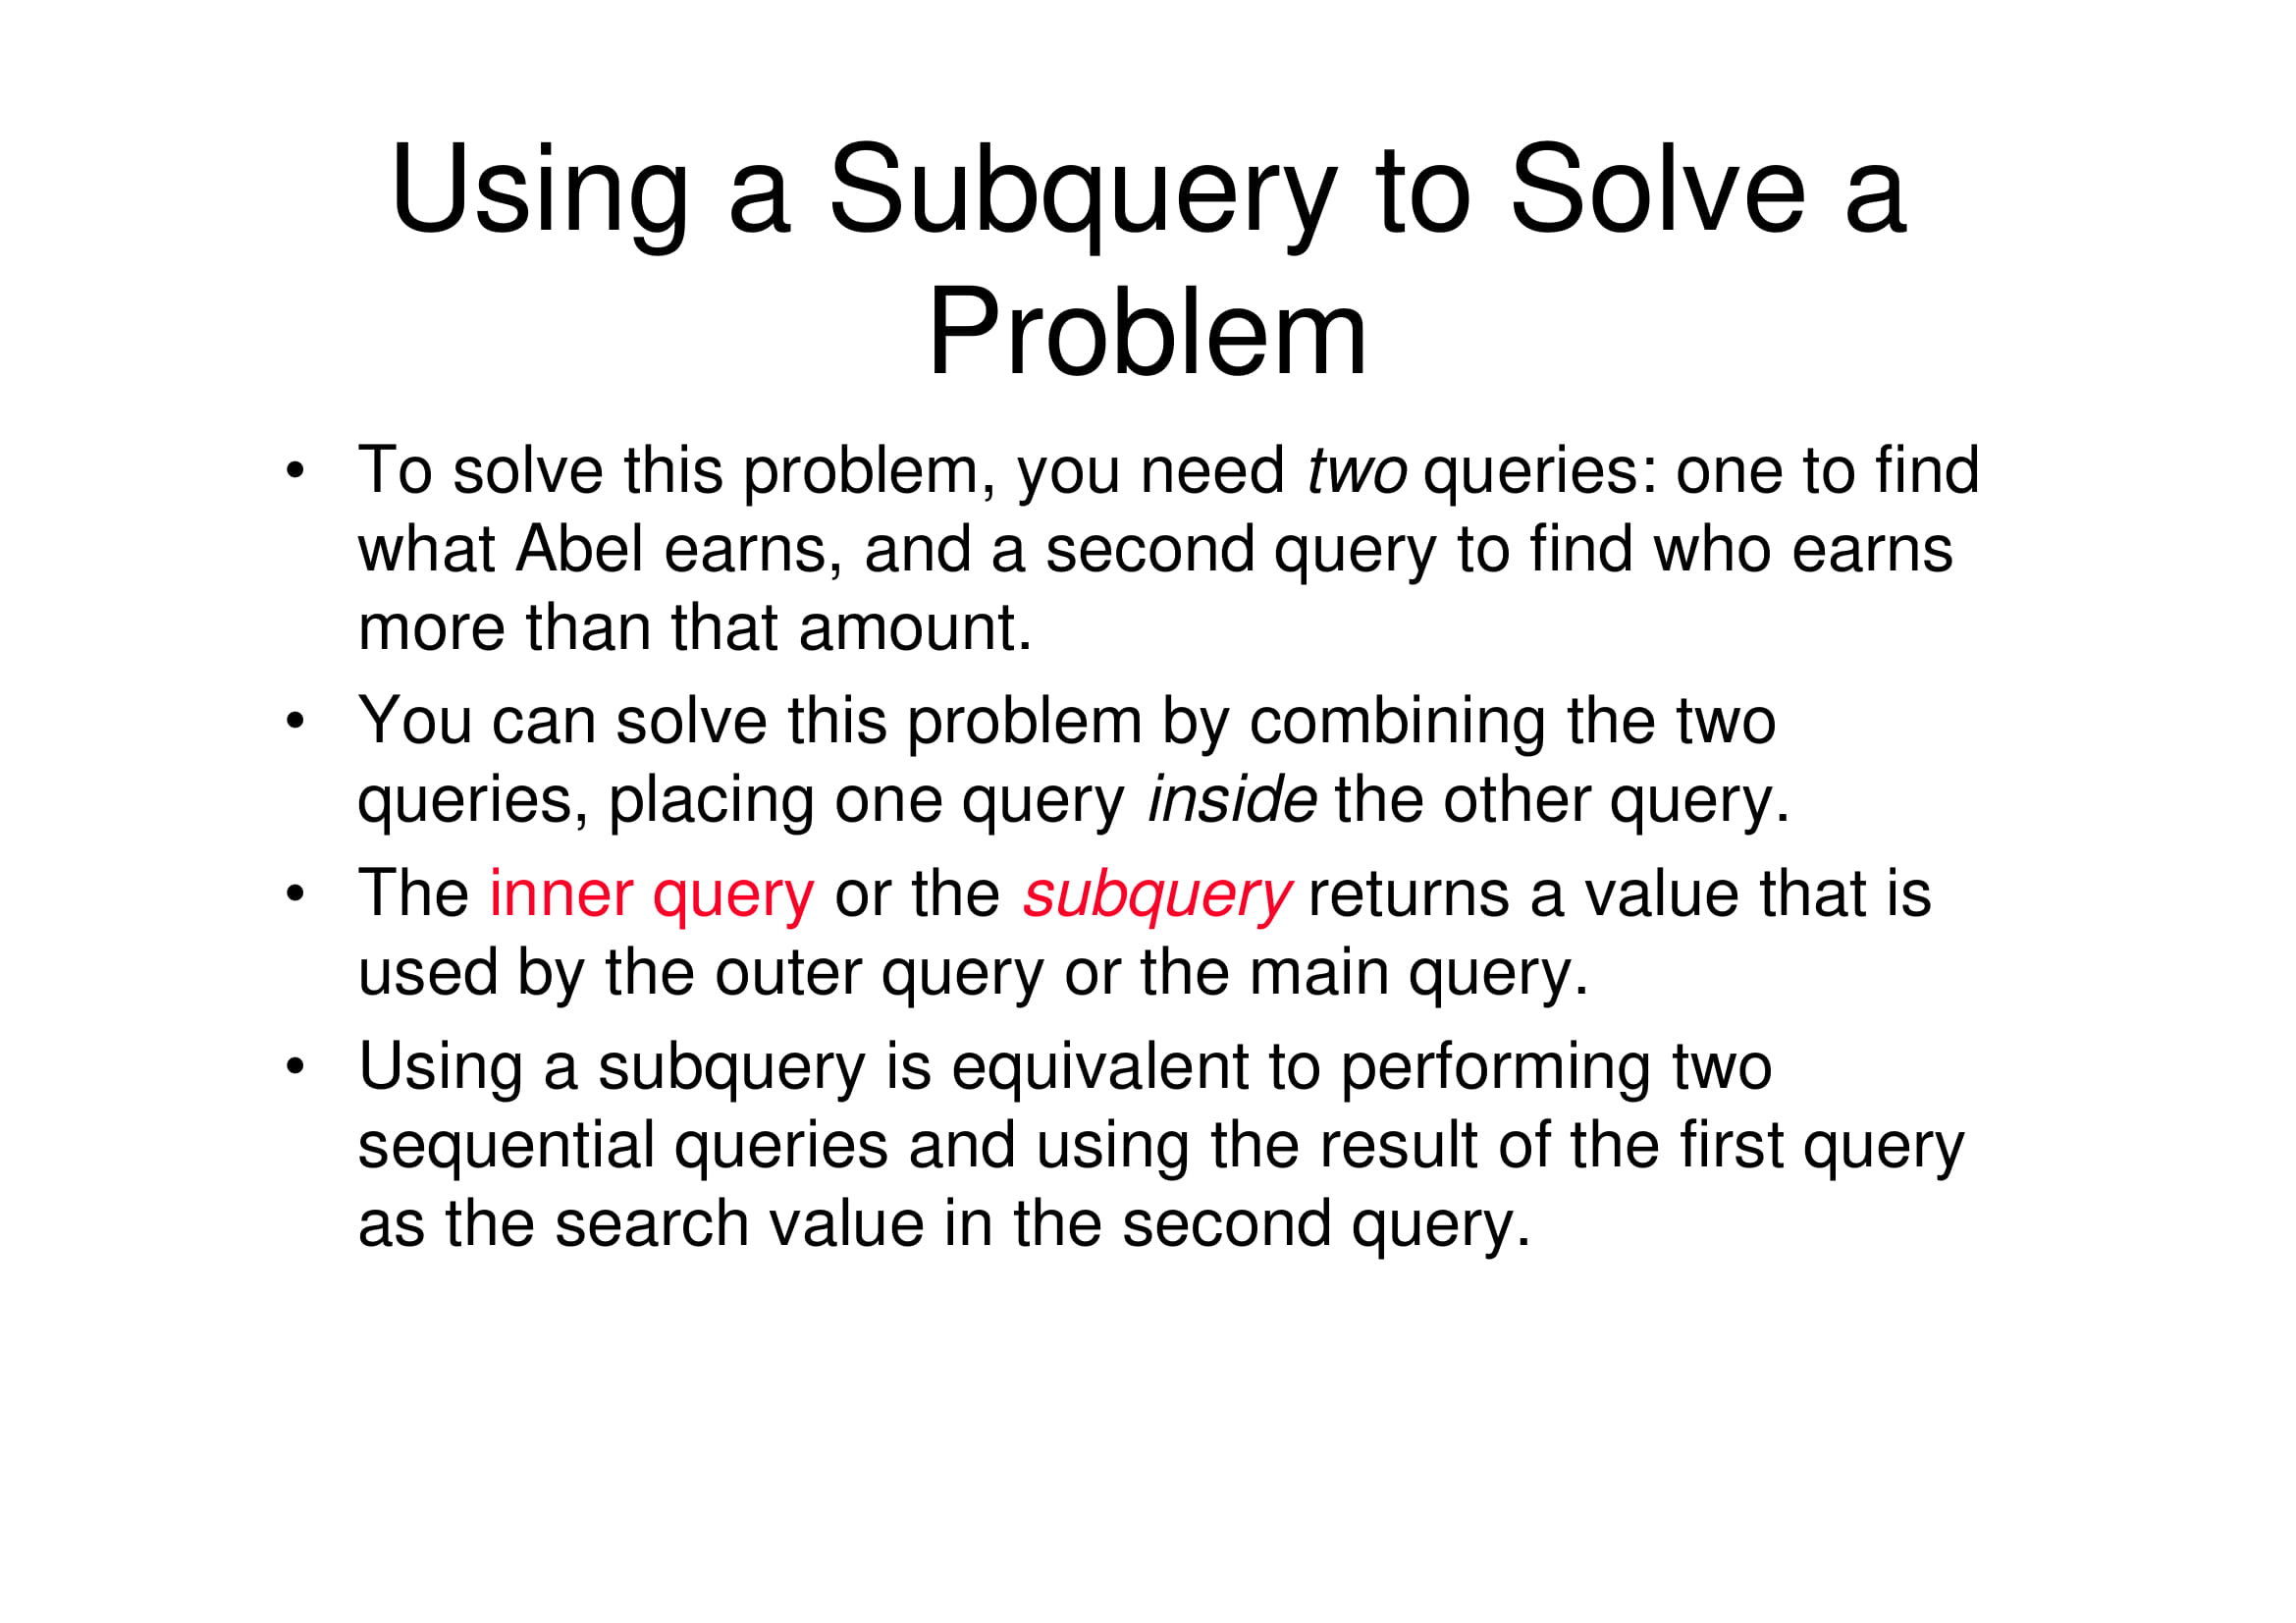 Using a Subquery to Solve a
Problem
• To solve this problem, you need two queries: one to find
what Abel earns, and a second query to find who earns
more than that amount.
• You can solve this problem by combining the two
queries, placing one query inside the other query.
• The inner query or the subquery returns a value that is
used by the outer query or the main query.
• Using a subquery is equivalent to performing two
sequential queries and using the result of the first query
as the search value in the second query.